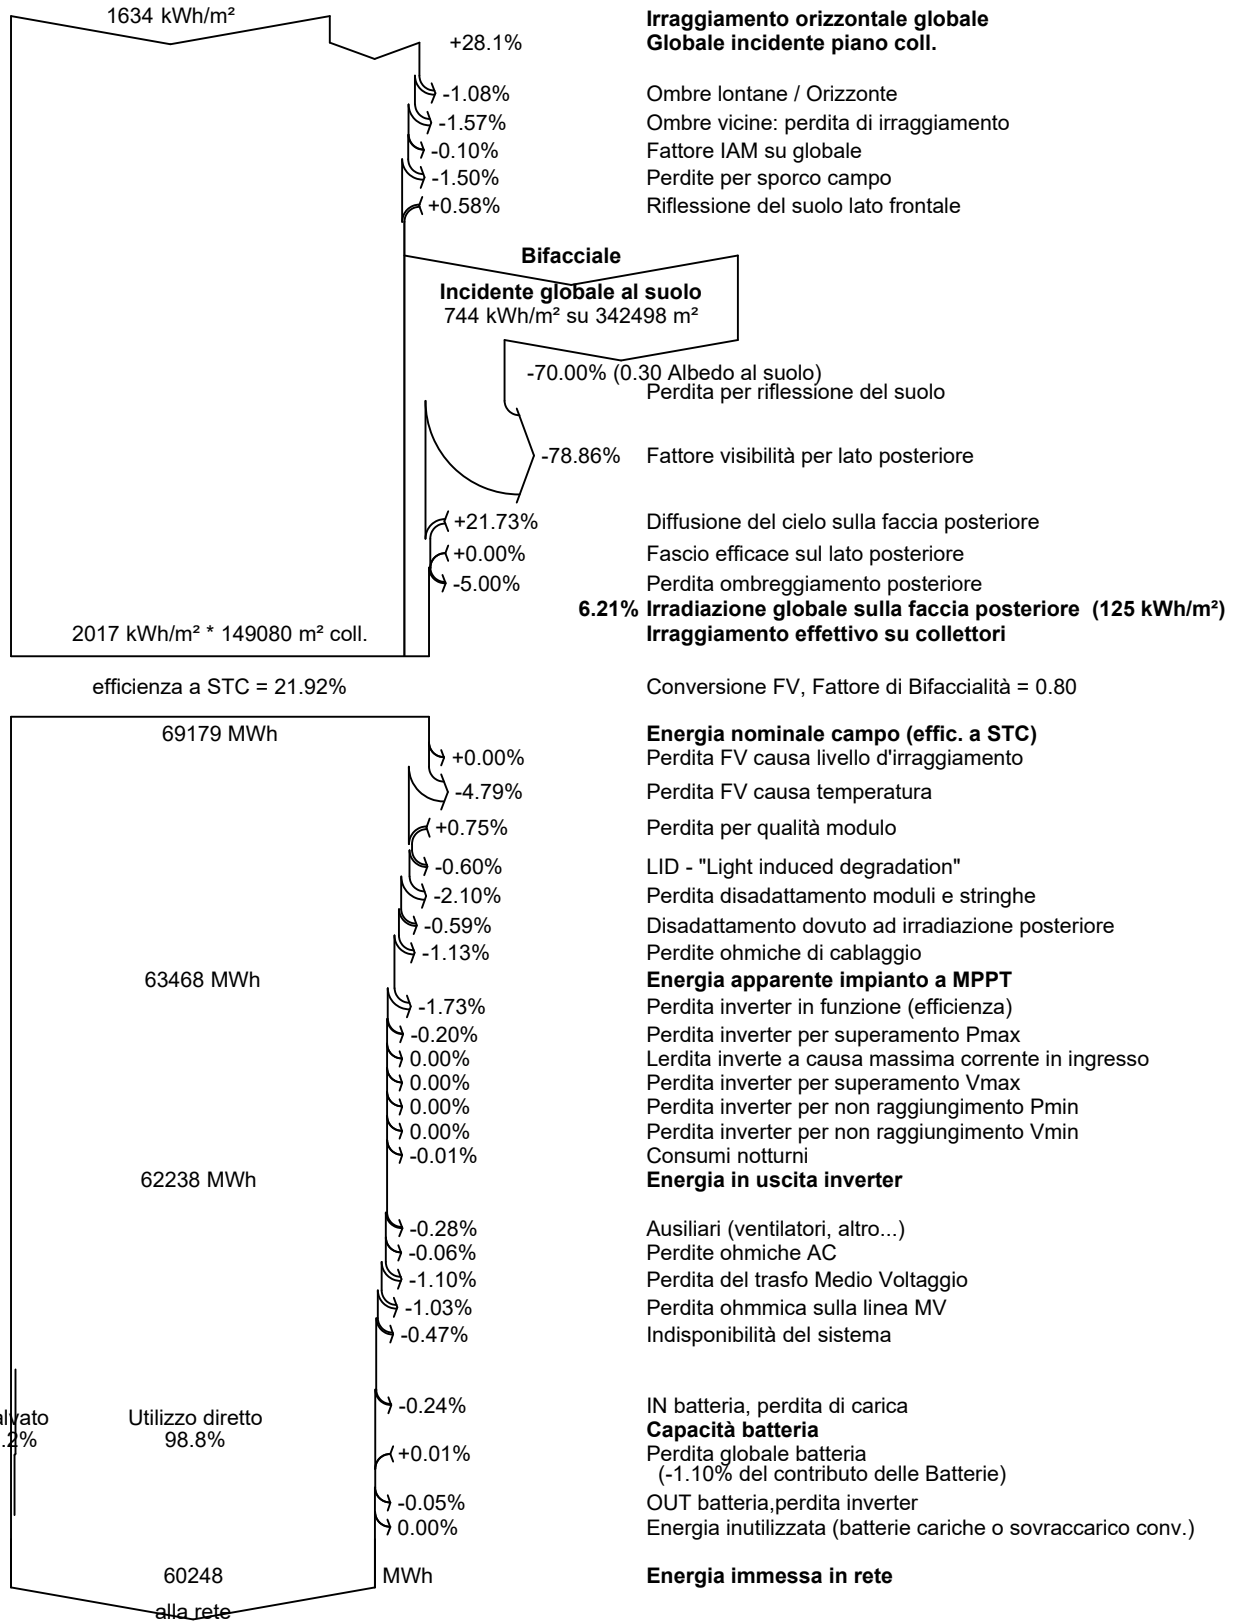 1634 kWh/m² Irraggiamento orizzontale globale
+28.1% Globale incidente piano coll.
-1.08% Ombre lontane / Orizzonte
-1.57% Ombre vicine: perdita di irraggiamento
-0.10% Fattore IAM su globale
-1.50% Perdite per sporco campo
+0.58% Riflessione del suolo lato frontale
Bifacciale
Incidente globale al suolo
744 kWh/m² su 342498 m²
-70.00% (0.30 Albedo al suolo)
Perdita per riflessione del suolo
-78.86% Fattore visibilità per lato posteriore
+21.73% Diffusione del cielo sulla faccia posteriore
+0.00% Fascio efficace sul lato posteriore
-5.00% Perdita ombreggiamento posteriore
6.21% Irradiazione globale sulla faccia posteriore (125 kWh/m²)
2017 kWh/m² * 149080 m² coll. Irraggiamento effettivo su collettori
efficienza a STC = 21.92% Conversione FV, Fattore di Bifaccialità = 0.80
69179 MWh Energia nominale campo (effic. a STC)
+0.00% Perdita FV causa livello d'irraggiamento
-4.79% Perdita FV causa temperatura
+0.75% Perdita per qualità modulo
-0.60% LID - "Light induced degradation"
-2.10% Perdita disadattamento moduli e stringhe
-0.59% Disadattamento dovuto ad irradiazione posteriore
-1.13% Perdite ohmiche di cablaggio
63468 MWh Energia apparente impianto a MPPT
-1.73% Perdita inverter in funzione (efficienza)
-0.20% Perdita inverter per superamento Pmax
0.00% Lerdita inverte a causa massima corrente in ingresso
0.00% Perdita inverter per superamento Vmax
0.00% Perdita inverter per non raggiungimento Pmin
0.00% Perdita inverter per non raggiungimento Vmin
-0.01% Consumi notturni
62238 MWh Energia in uscita inverter
-0.28% Ausiliari (ventilatori, altro...)
-0.06% Perdite ohmiche AC
-1.10% Perdita del trasfo Medio Voltaggio
-1.03% Perdita ohmmica sulla linea MV
-0.47% Indisponibilità del sistema
-0.24% IN batteria, perdita di carica
Utilizzo diretto Capacità batteria
.2% 98.8%
+0.01% Perdita globale batteria
(-1.10% del contributo delle Batterie)
-0.05% OUT batteria,perdita inverter
0.00% Energia inutilizzata (batterie cariche o sovraccarico conv.)
60248 MWh Energia immessa in rete
alla rete